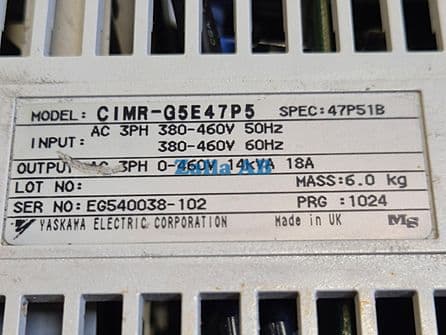 MODEL: CIMR-G5E47P5 SPEC:47P51B
INPUT: AC 3PH 380-460V 50Hz
380-460V 60Hz
OUTPUT: AC 3PH 0-460V 14kVA 18A
LOT NO: MASS:6.0 kg
SER NO:EG540038-102 PRG :1024
YASKAWA ELECTRIC CORPORATION Made in UK MS